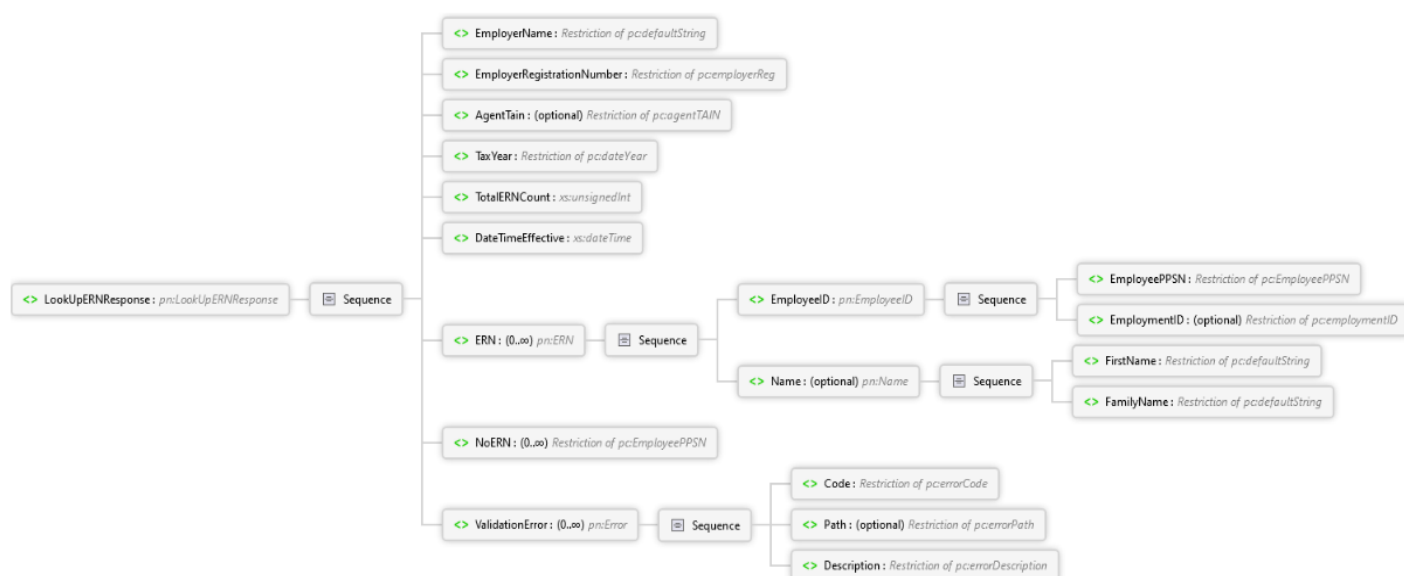 <> EmployerName : Restriction of pc:defaultString
<> EmployerRegistrationNumber : Restriction of pc:employerReg
<> AgentTain : (optional) Restriction of pc:agentTAIN
<> TaxYear : Restriction of pc:dateYear
<> TotalERNCount : xs:unsignedInt
<> DateTimeEffective : xs:dateTime
<> LookUpERNResponse : pn:LookUpERNResponse
Sequence
<> ERN : (0..∞) pn:ERN
Sequence
<> EmployeeID : pn:EmployeeID
Sequence
<> EmployeePPSN : Restriction of pc:EmployeePPSN
<> EmploymentID : (optional) Restriction of pc:employmentID
<> Name : (optional) pn:Name
Sequence
<> FirstName : Restriction of pc:defaultString
<> FamilyName : Restriction of pc:defaultString
<> NoERN : (0..∞) Restriction of pc:EmployeePPSN
<> ValidationError : (0..∞) pn:Error
Sequence
<> Code : Restriction of pc:errorCode
<> Path : (optional) Restriction of pc:errorPath
<> Description : Restriction of pc:errorDescription